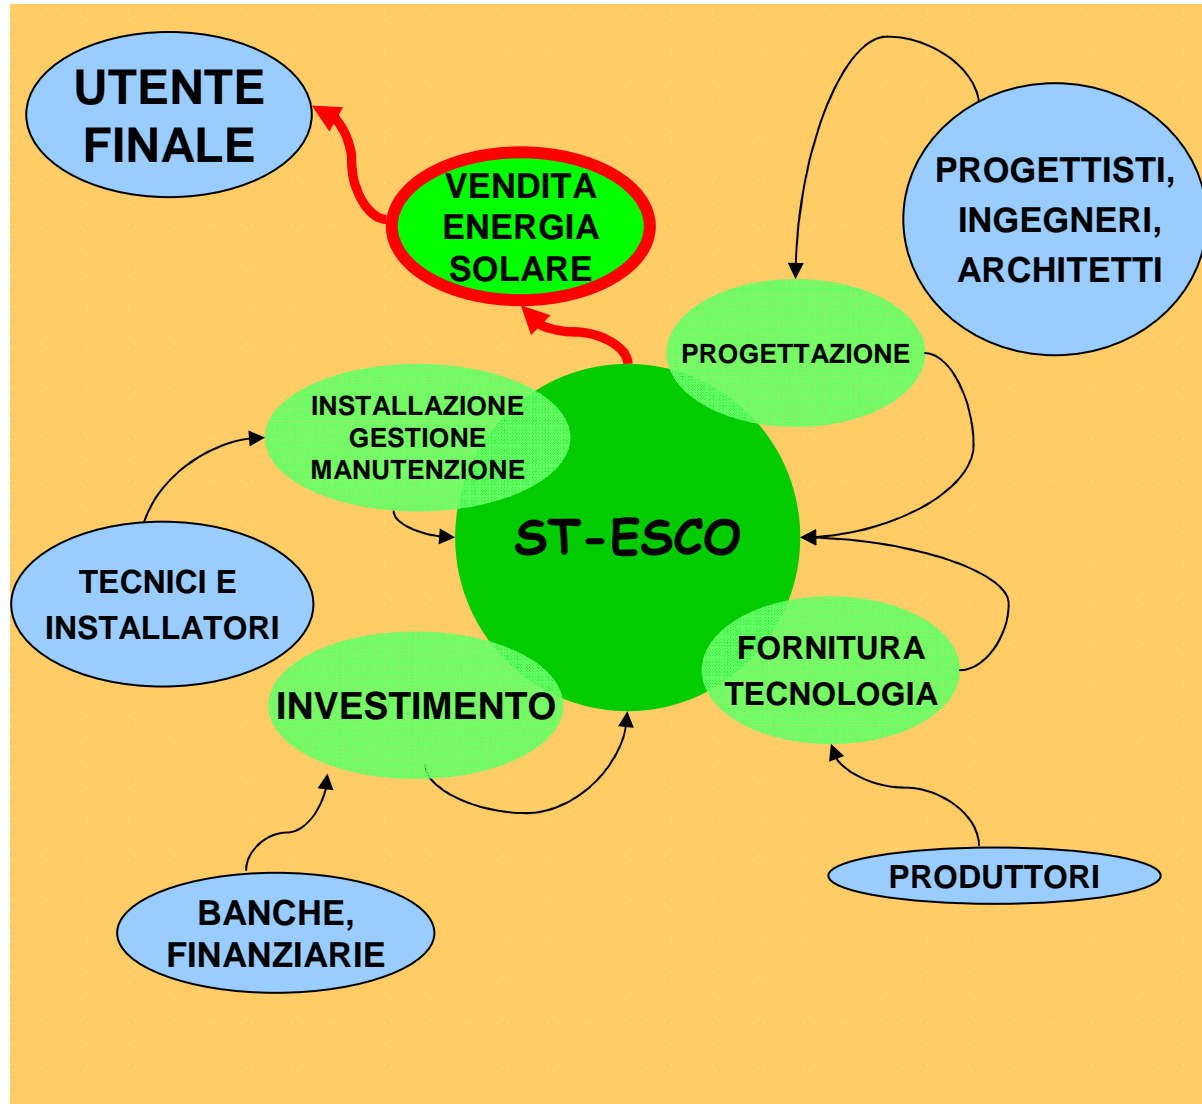 UTENTE
FINALE
VENDITA
ENERGIA
SOLARE
PROGETTISTI,
INGEGNERI,
ARCHITETTI
PROGETTAZIONE
INSTALLAZIONE
GESTIONE
MANUTENZIONE
ST-ESCO
TECNICI E
INSTALLATORI
FORNITURA
TECNOLOGIA
INVESTIMENTO
PRODUTTORI
BANCHE,
FINANZIARIE